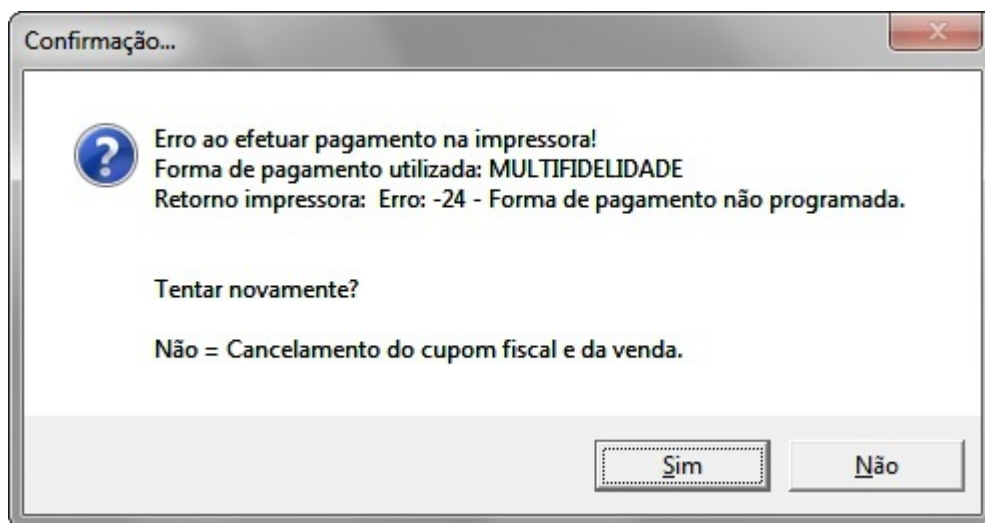 Confirmação...
Erro ao efetuar pagamento na impressora!
Forma de pagamento utilizada: MULTIFIDELIDADE
Retorno impressora:  Erro: -24 - Forma de pagamento não programada.
Tentar novamente?
Não = Cancelamento do cupom fiscal e da venda.
Sim
Não